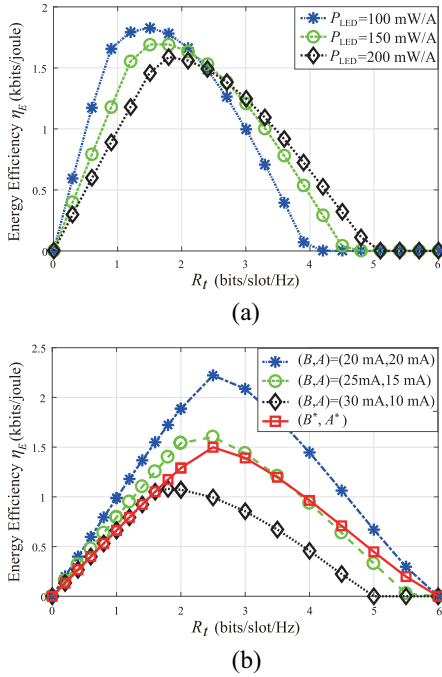 2
1.5
1
0.5
0
0 1 2 3 4 5 6
Energy Efficiency η_E (kbits/joule)
R_t (bits/slot/Hz)
P_LED=100 mW/A
P_LED=150 mW/A
P_LED=200 mW/A
(a)
2.5
2
1.5
1
0.5
0
0 1 2 3 4 5 6
Energy Efficiency η_E(kbits/joule)
R_t (bits/slot/Hz)
(B,A)=(20 mA,20 mA)
(B,A)=(25mA,15 mA)
(B,A)=(30 mA,10 mA)
(B*, A*)
(b)